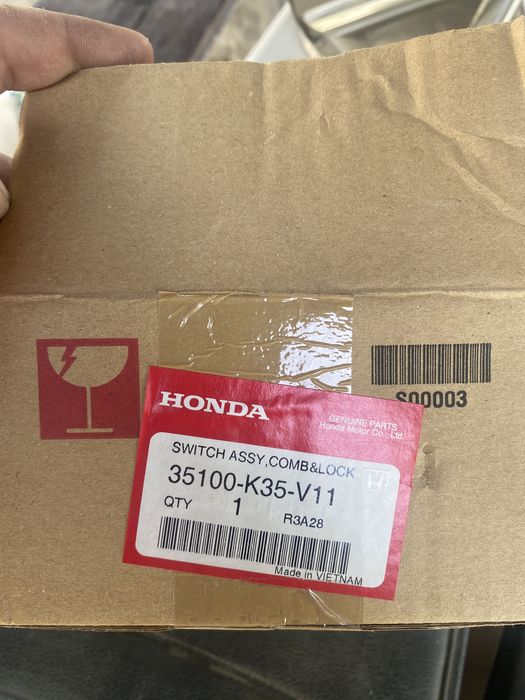 S00003
HONDA
GENUINE PARTS
Honda Motor Co., Ltd.
SWITCH ASSY,COMB&LOCK
35100-K35-V11
QTY 1 R3A28
Made in VIETNAM